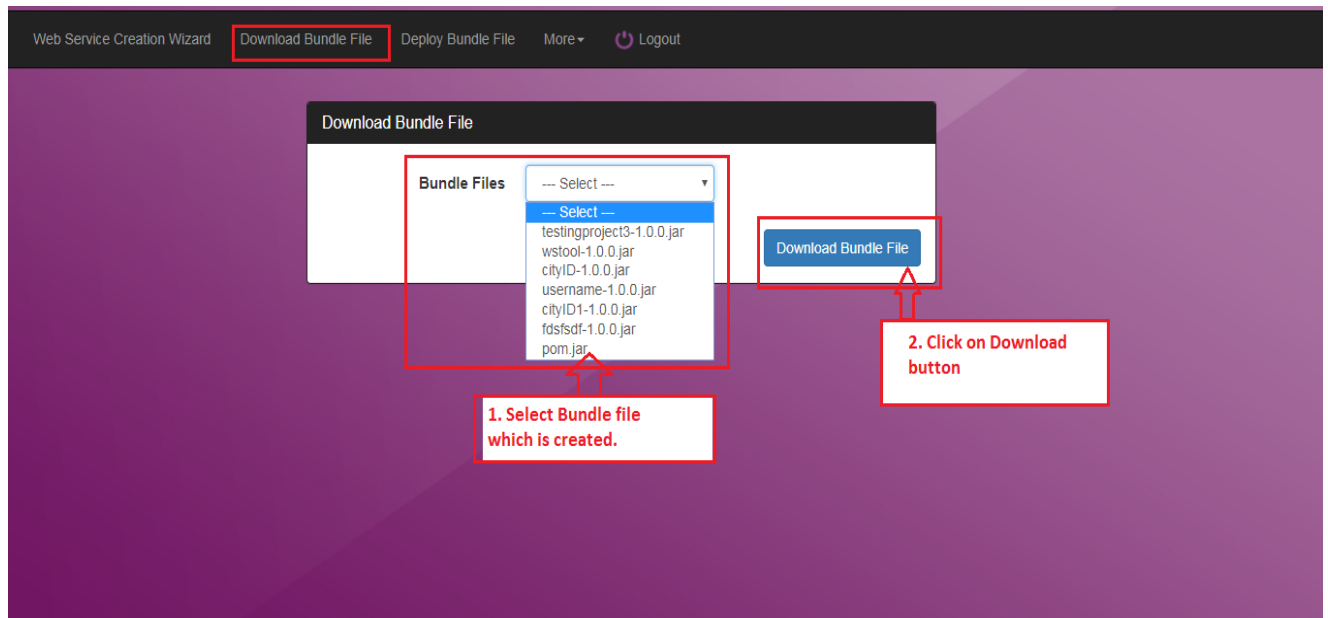 Web Service Creation Wizard Download Bundle File Deploy Bundle File More Logout
Download Bundle File
Bundle Files --- Select ---
--- Select ---
testingproject3-1.0.0.jar
wstool-1.0.0.jar
cityID-1.0.0.jar
username-1.0.0.jar
cityID1-1.0.0.jar
fdsfsdf-1.0.0.jar
pom.jar
Download Bundle File
1. Select Bundle file
which is created.
2. Click on Download
button